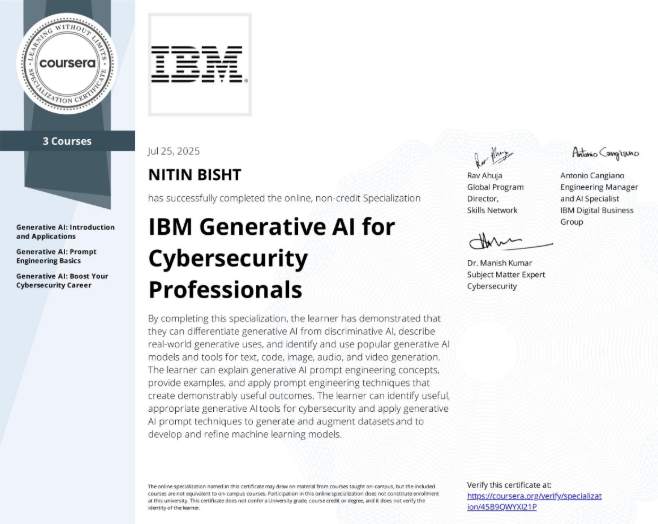 LEARNING WITHOUT LIMITS
coursera
SPECIALIZATION CERTIFICATE
3 Courses
Generative AI: Introduction
and Applications
Generative AI: Prompt
Engineering Basics
Generative AI: Boost Your
Cybersecurity Career
IBM
Jul 25, 2025
NITIN BISHT
has successfully completed the online, non-credit Specialization
IBM Generative AI for
Cybersecurity
Professionals
By completing this specialization, the learner has demonstrated that
they can differentiate generative AI from discriminative AI, describe
real-world generative uses, and identify and use popular generative AI
models and tools for text, code, image, audio, and video generation.
The learner can explain generative AI prompt engineering concepts,
provide examples, and apply prompt engineering techniques that
create demonstrably useful outcomes. The learner can identify useful,
appropriate generative AI tools for cybersecurity and apply generative
AI prompt techniques to generate and augment datasets and to
develop and refine machine learning models.
The online specialization named in this certificate may draw on material from courses taught on-campus, but the included
courses are not equivalent to on-campus courses. Participation in this online specialization does not constitute enrollment
at this university. This certificate does not confer a University grade, course credit or degree, and it does not verify the
identity of the learner.
Rav Ahuja
Global Program
Director,
Skills Network
Antonio Cangiano
Antonio Cangiano
Engineering Manager
and AI Specialist
IBM Digital Business
Group
Dr. Manish Kumar
Subject Matter Expert
Cybersecurity
Verify this certificate at:
https://coursera.org/verify/specializat
ion/45B9QWYXI21P